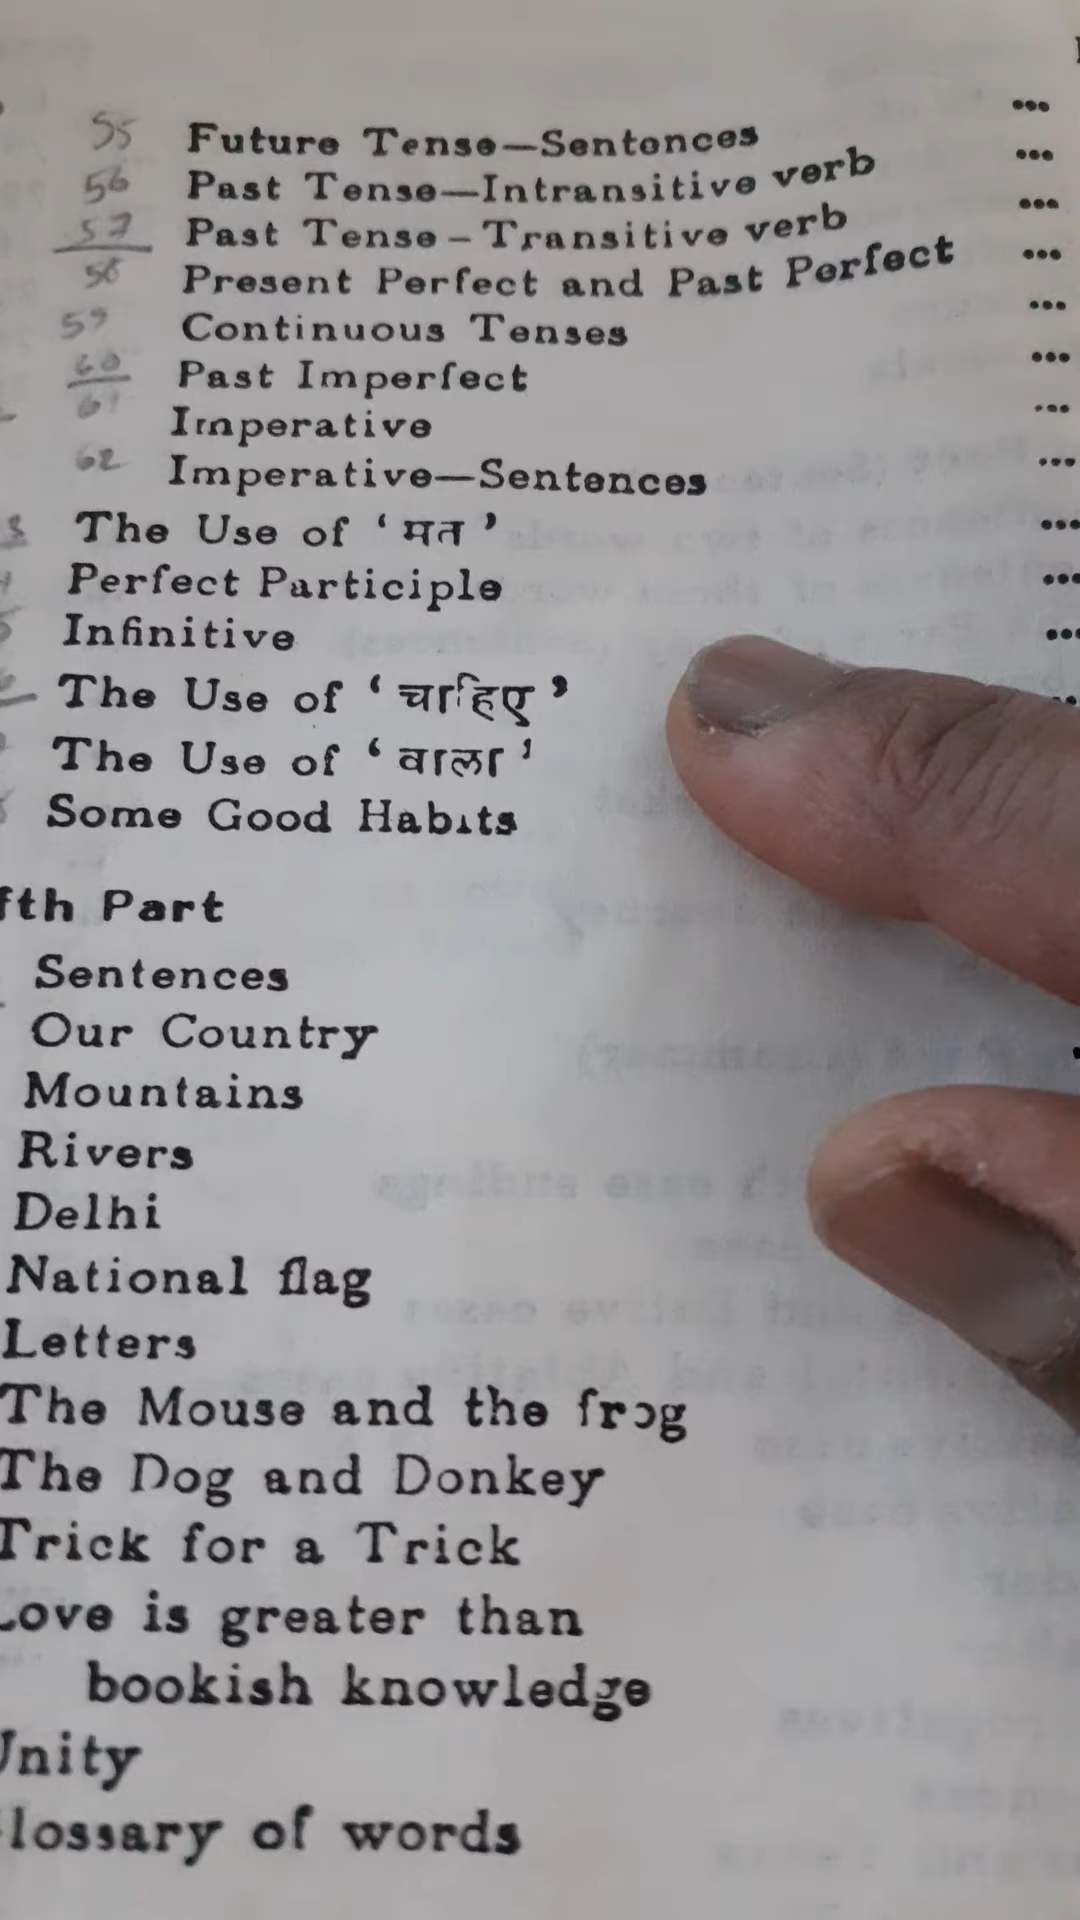 55 Future Tense—Sentences ...
56 Past Tense—Intransitive verb ...
57 Past Tense–Transitive verb ...
58 Present Perfect and Past Perfect ...
59 Continuous Tenses ...
60 Past Imperfect ...
61 Imperative ...
62 Imperative—Sentences ...
The Use of ‘ मत ’ ...
Perfect Participle ...
Infinitive ...
The Use of ‘ चाहिए ’
The Use of ‘ वाला ’
Some Good Habits
fth Part
Sentences
Our Country
Mountains
Rivers
Delhi
National flag
Letters
The Mouse and the frog
The Dog and Donkey
Trick for a Trick
Love is greater than
bookish knowledge
Unity
lossary of words